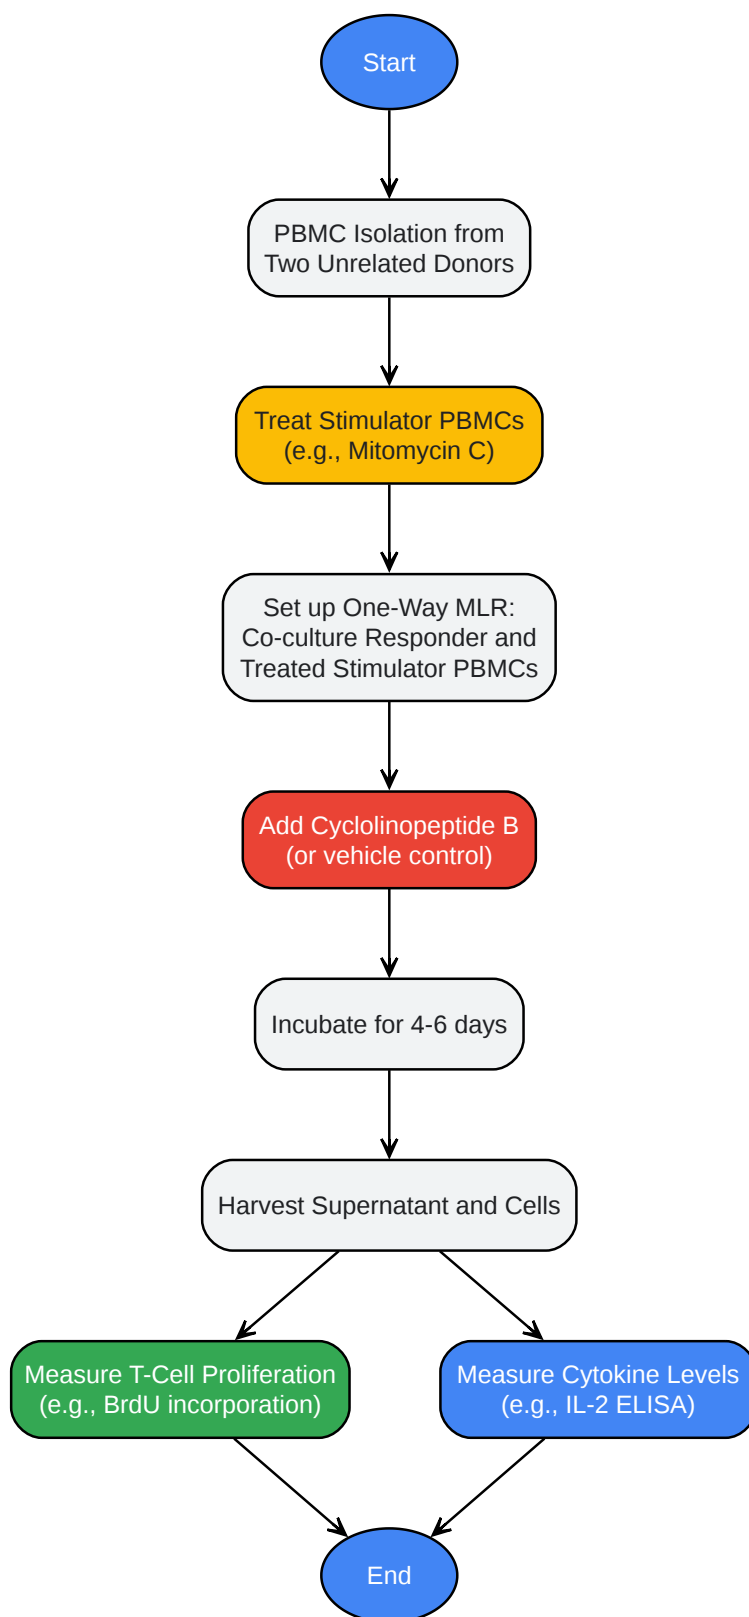 Start
PBMC Isolation from
Two Unrelated Donors
Treat Stimulator PBMCs
(e.g., Mitomycin C)
Set up One-Way MLR:
Co-culture Responder and
Treated Stimulator PBMCs
Add Cyclolinopeptide B
(or vehicle control)
Incubate for 4-6 days
Harvest Supernatant and Cells
Measure T-Cell Proliferation
(e.g., BrdU incorporation)
Measure Cytokine Levels
(e.g., IL-2 ELISA)
End